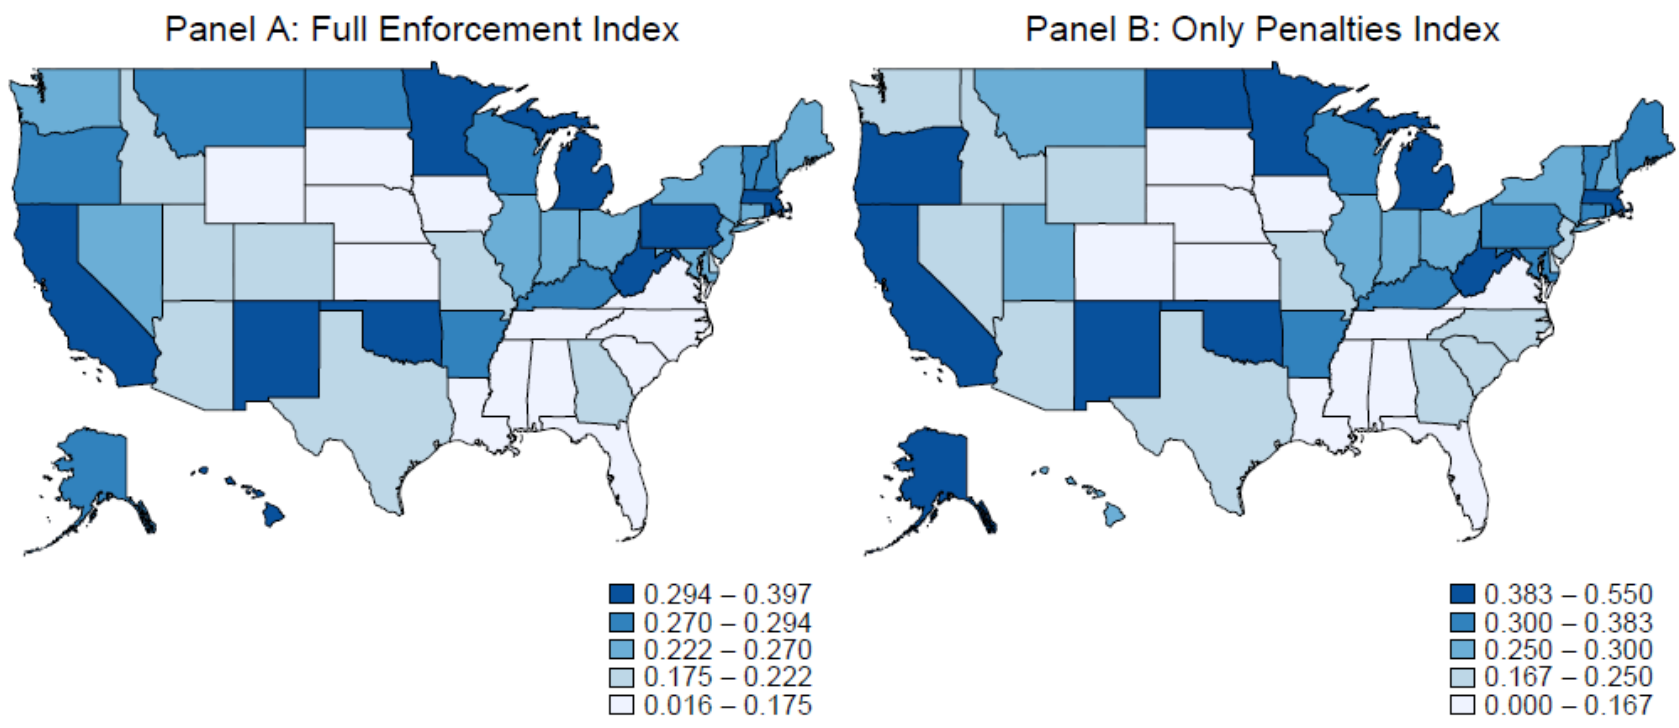 Panel A: Full Enforcement Index
Panel B: Only Penalties Index
0.294 – 0.397
0.270 – 0.294
0.222 – 0.270
0.175 – 0.222
0.016 – 0.175
0.383 – 0.550
0.300 – 0.383
0.250 – 0.300
0.167 – 0.250
0.000 – 0.167